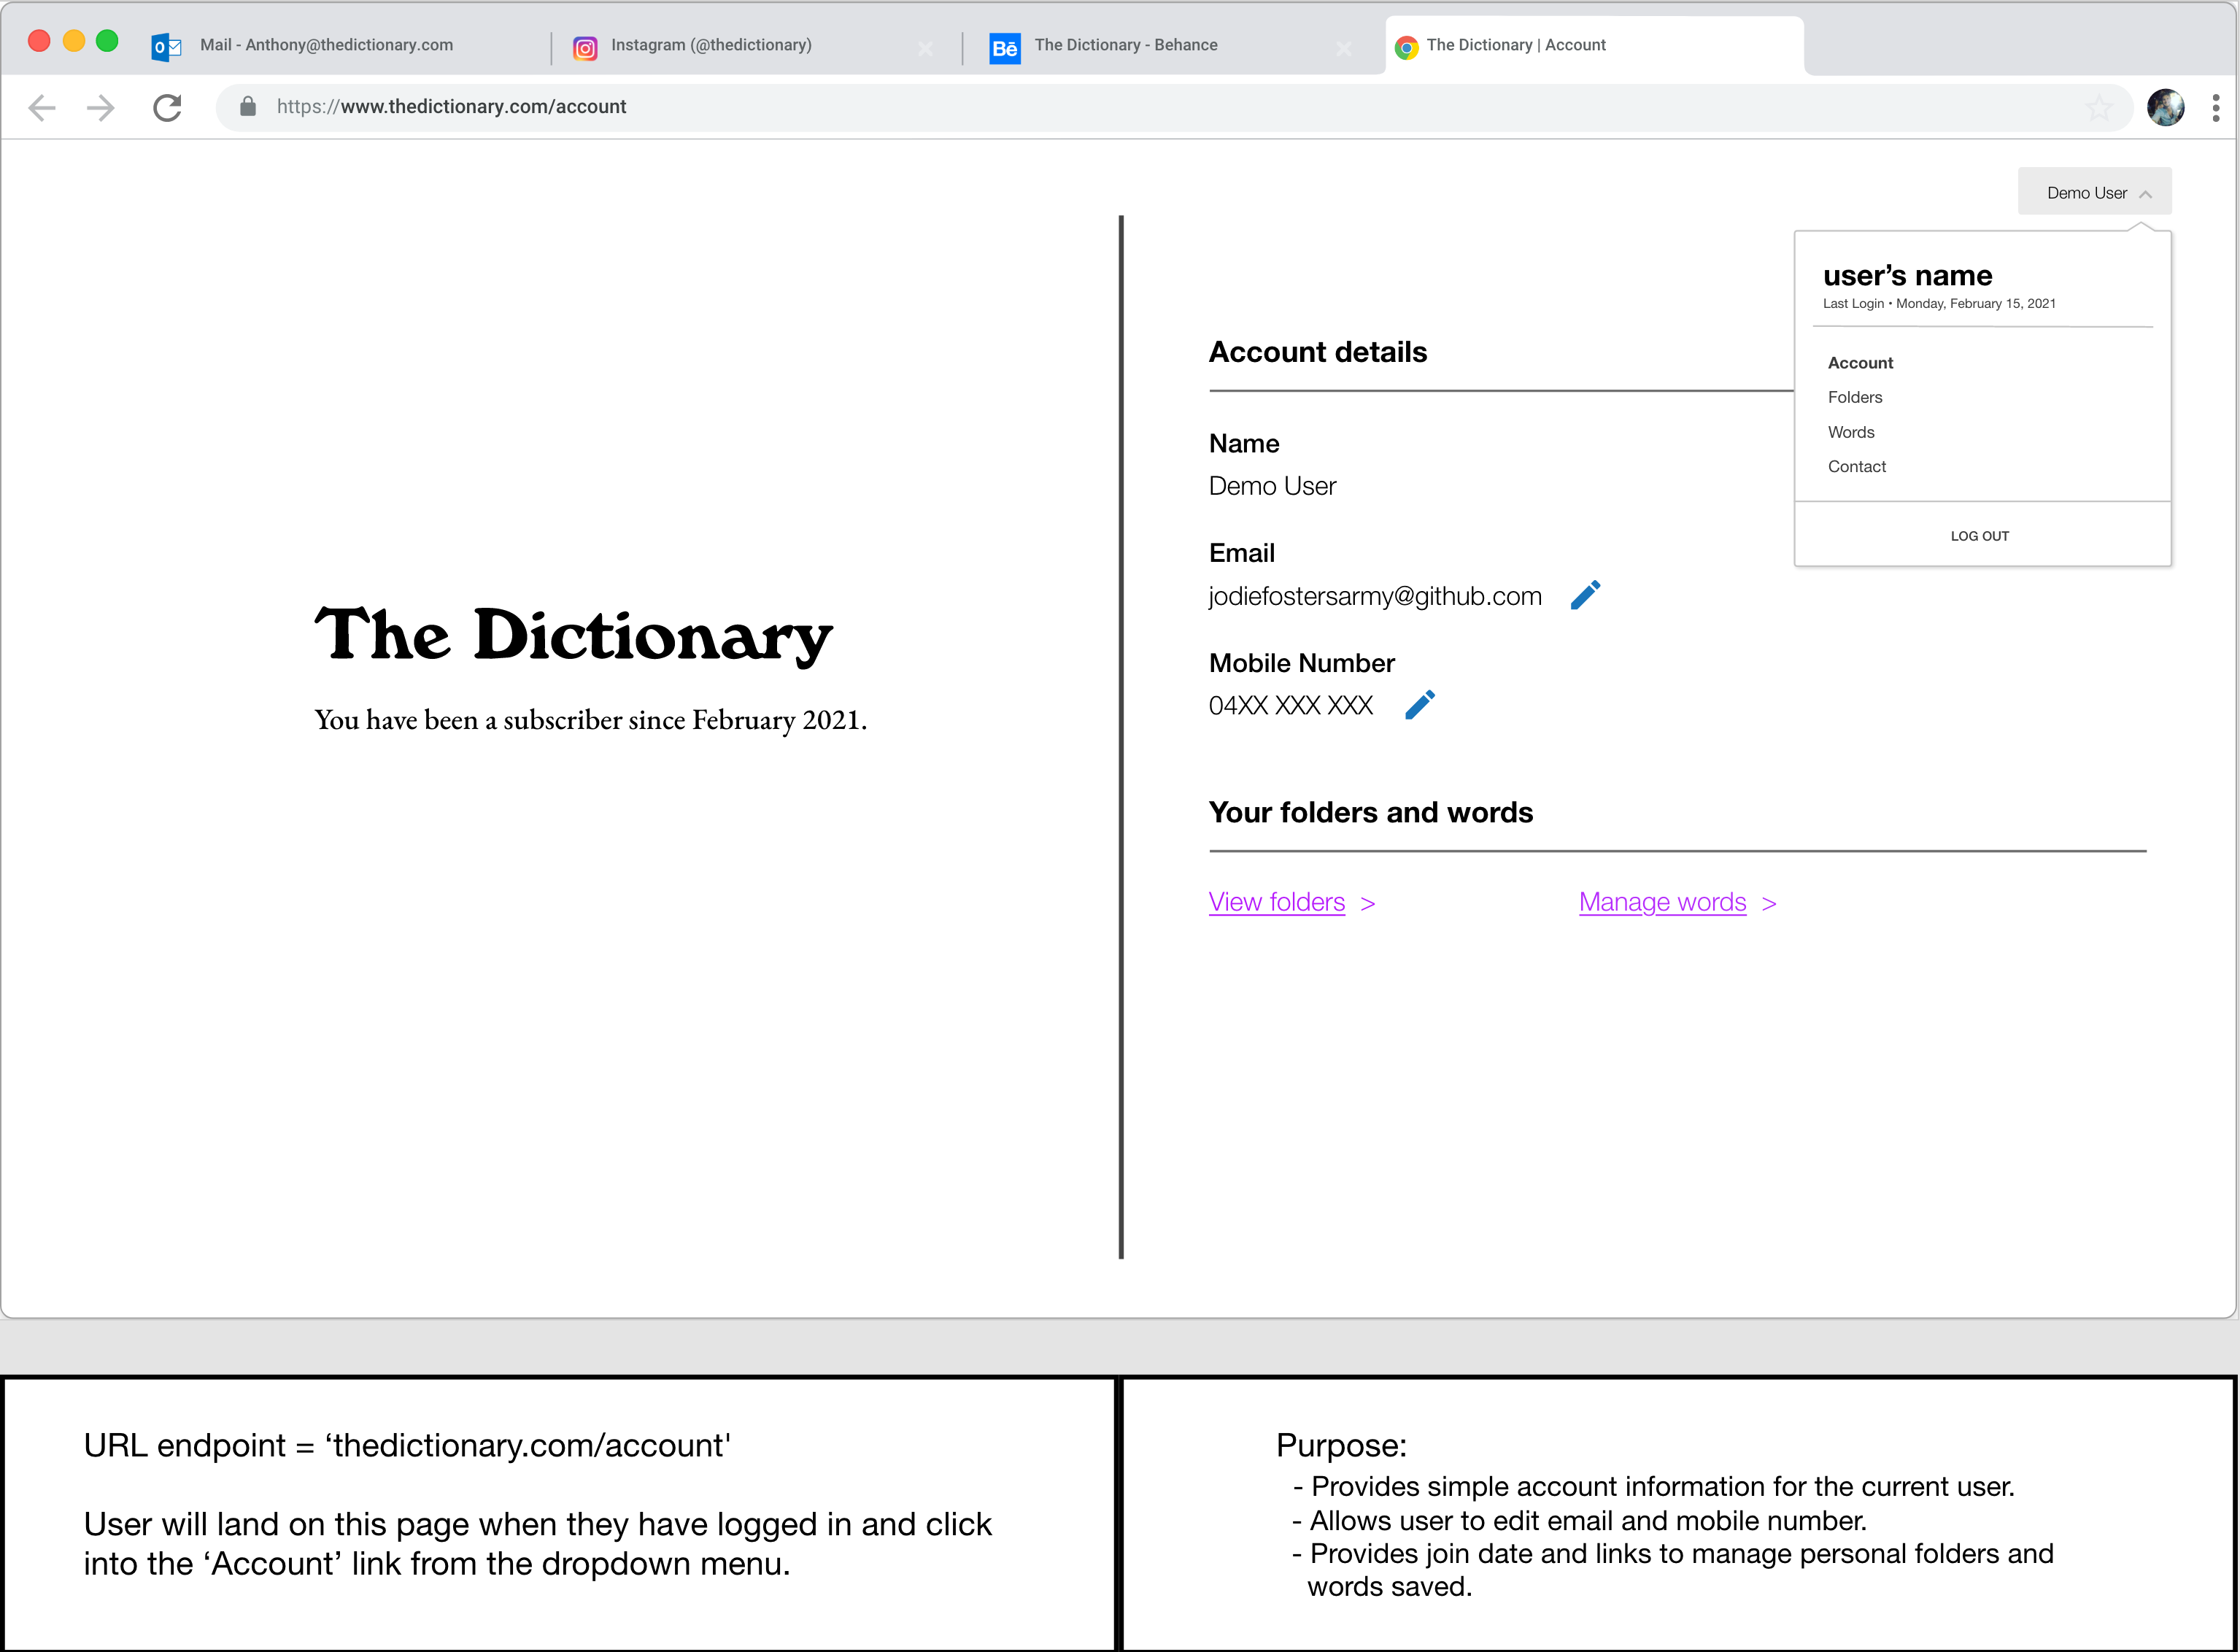 Mail - Anthony@thedictionary.com
Instagram (@thedictionary)
Bē
The Dictionary - Behance
The Dictionary | Account
https://www.thedictionary.com/account
Demo User
user’s name
Last Login • Monday, February 15, 2021
Account
Folders
Words
Contact
LOG OUT
The Dictionary
You have been a subscriber since February 2021.
Account details
Name
Demo User
Email
jodiefostersarmy@github.com
Mobile Number
04XX XXX XXX
Your folders and words
View folders >
Manage words >
URL endpoint = ‘thedictionary.com/account'
User will land on this page when they have logged in and click
into the ‘Account’ link from the dropdown menu.
Purpose:
- Provides simple account information for the current user.
- Allows user to edit email and mobile number.
- Provides join date and links to manage personal folders and
words saved.